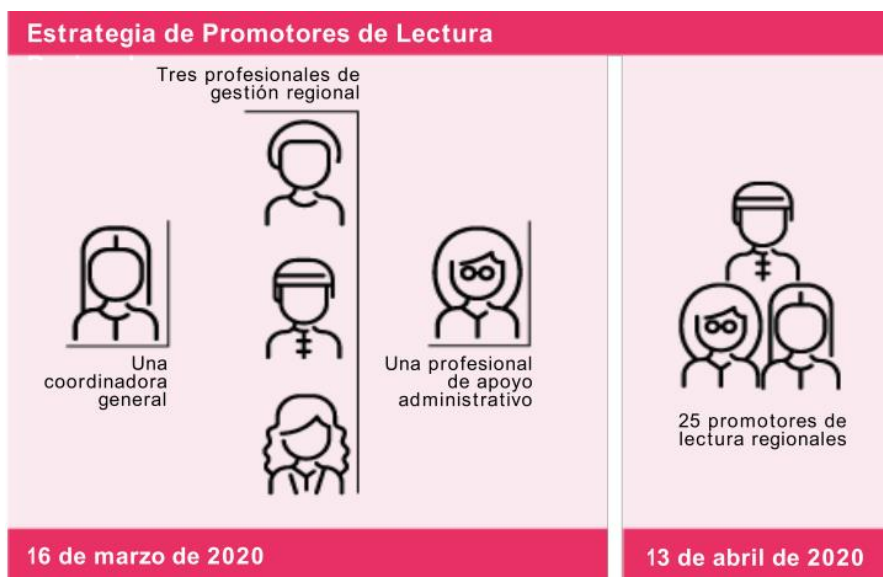 Estrategia de Promotores de Lectura
Tres profesionales de
gestión regional
Una
coordinadora
general
Una profesional
de apoyo
administrativo
25 promotores de
lectura regionales
16 de marzo de 2020
13 de abril de 2020